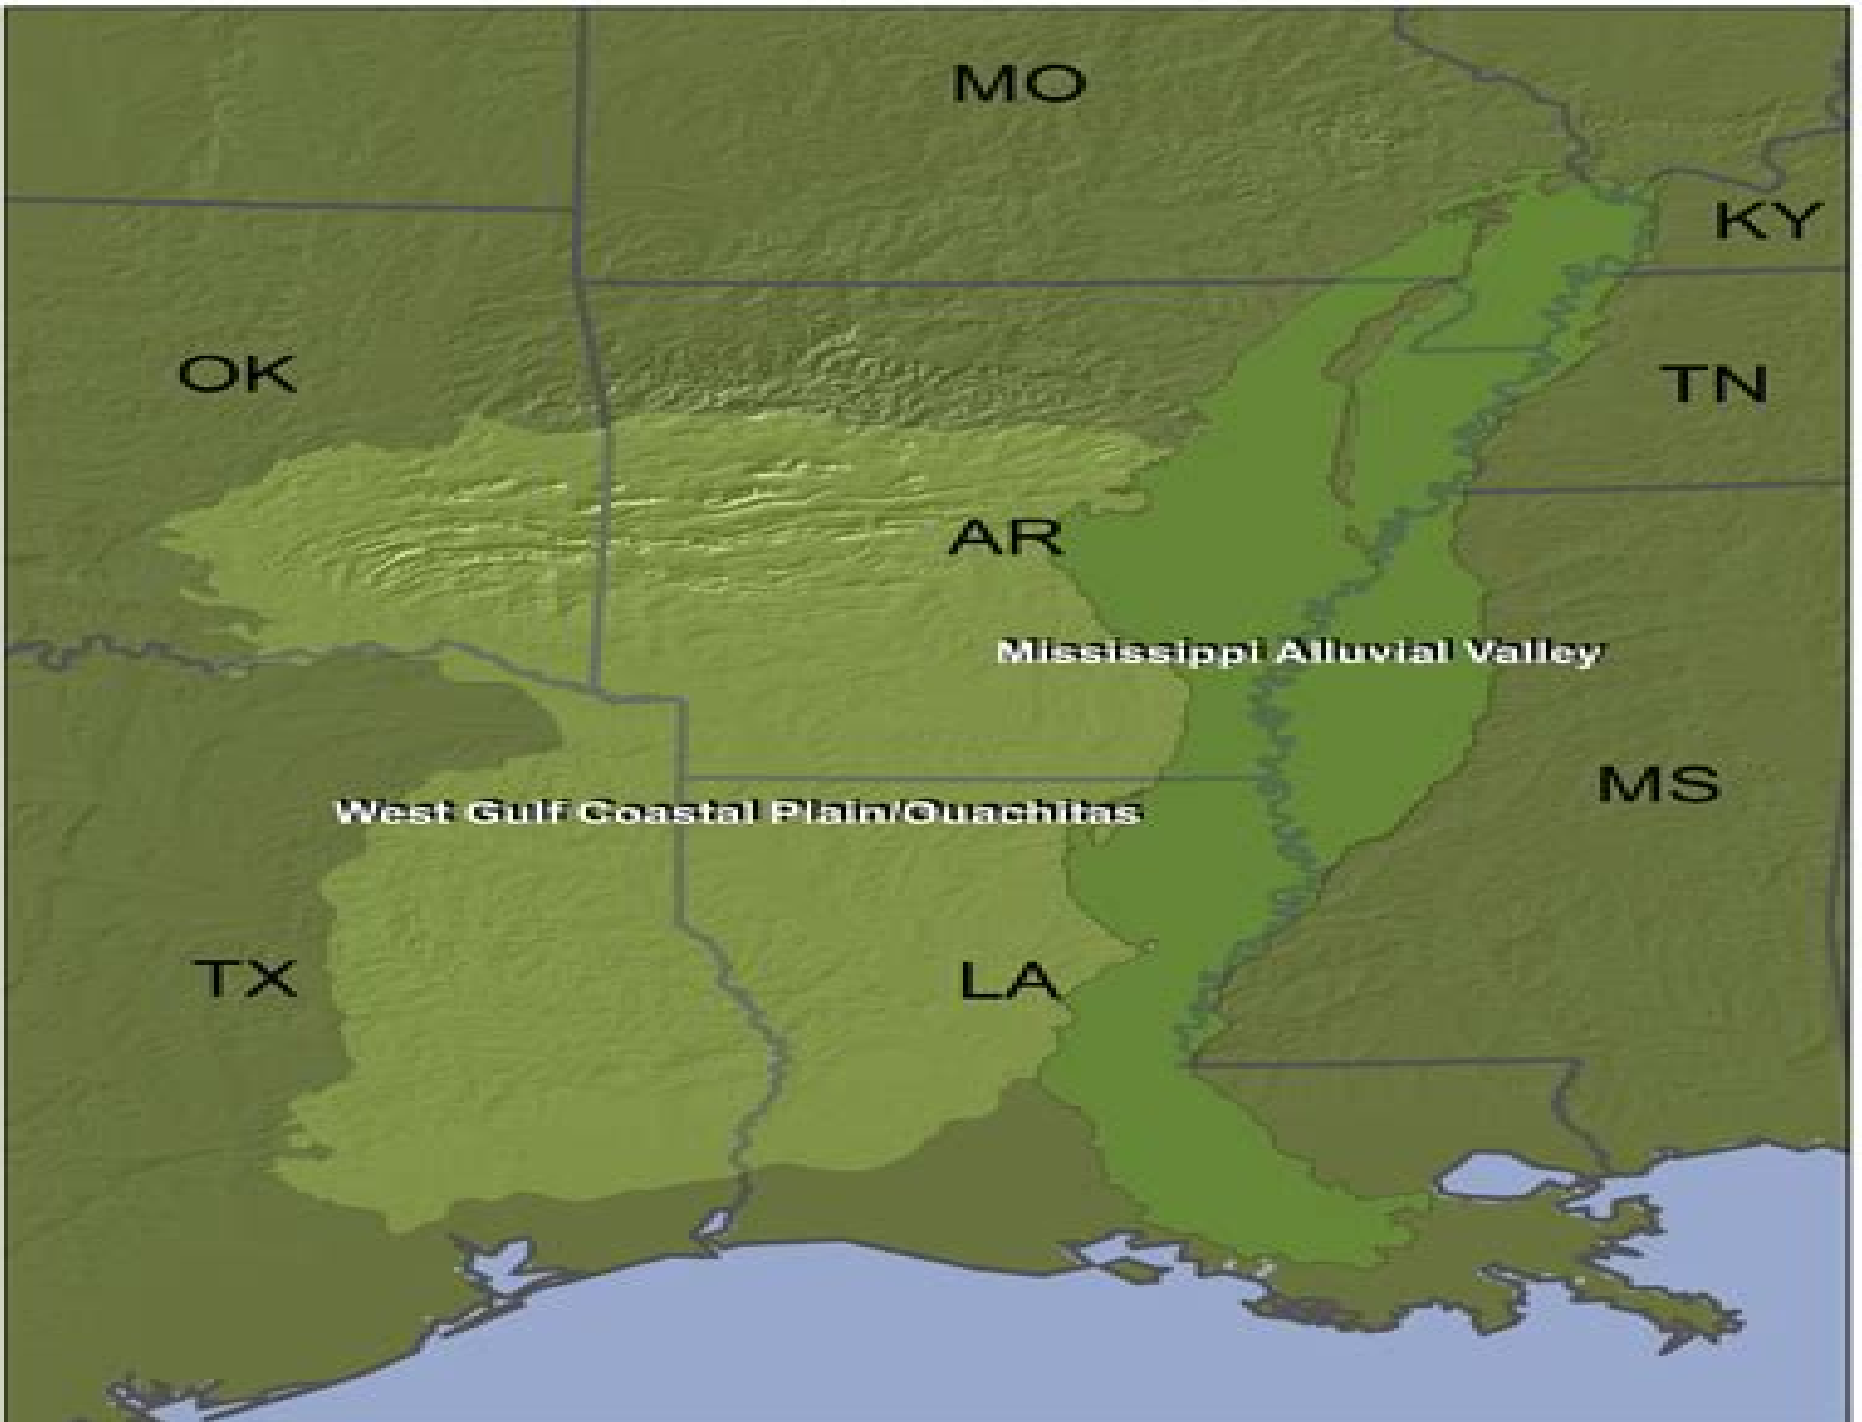 MO
KY
OK
TN
AR
Mississippi Alluvial Valley
MS
West Gulf Coastal Plain/Ouachitas
TX
LA